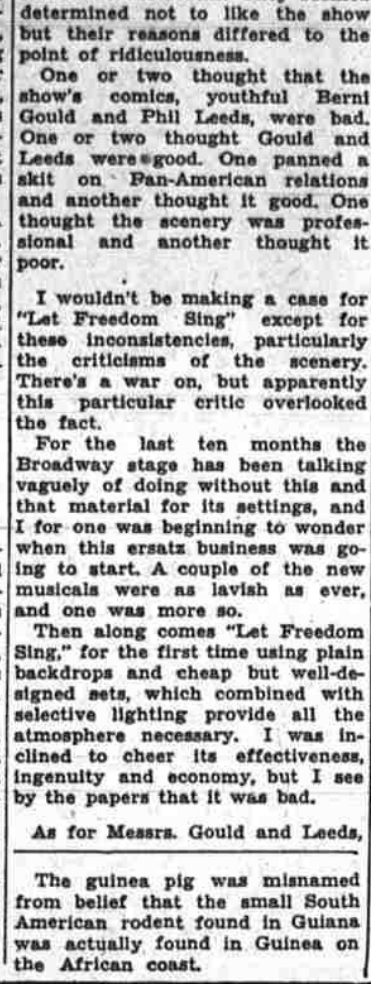 determined not to like the show
but their reasons differed to the
point of ridiculousness.
One or two thought that the
show's comics, youthful Berni
Gould and Phil Leeds, were bad.
One or two thought Gould and
Leeds were good. One panned a
skit on Pan-American relations
and another thought it good. One
thought the scenery was profes-
sional and another thought it
poor.
I wouldn't be making a case for
"Let Freedom Sing" except for
these inconsistencies, particularly
the criticisms of the scenery.
There's a war on, but apparently
this particular critic overlooked
the fact.
For the last ten months the
Broadway stage has been talking
vaguely of doing without this and
that material for its settings, and
I for one was beginning to wonder
when this ersatz business was go-
ing to start. A couple of the new
musicals were as lavish as ever,
and one was more so.
Then along comes "Let Freedom
Sing," for the first time using plain
backdrops and cheap but well-de-
signed sets, which combined with
selective lighting provide all the
atmosphere necessary. I was in-
clined to cheer its effectiveness,
ingenuity and economy, but I see
by the papers that it was bad.
As for Messrs. Gould and Leeds,
The guinea pig was misnamed
from belief that the small South
American rodent found in Guiana
was actually found in Guinea on
the African coast.